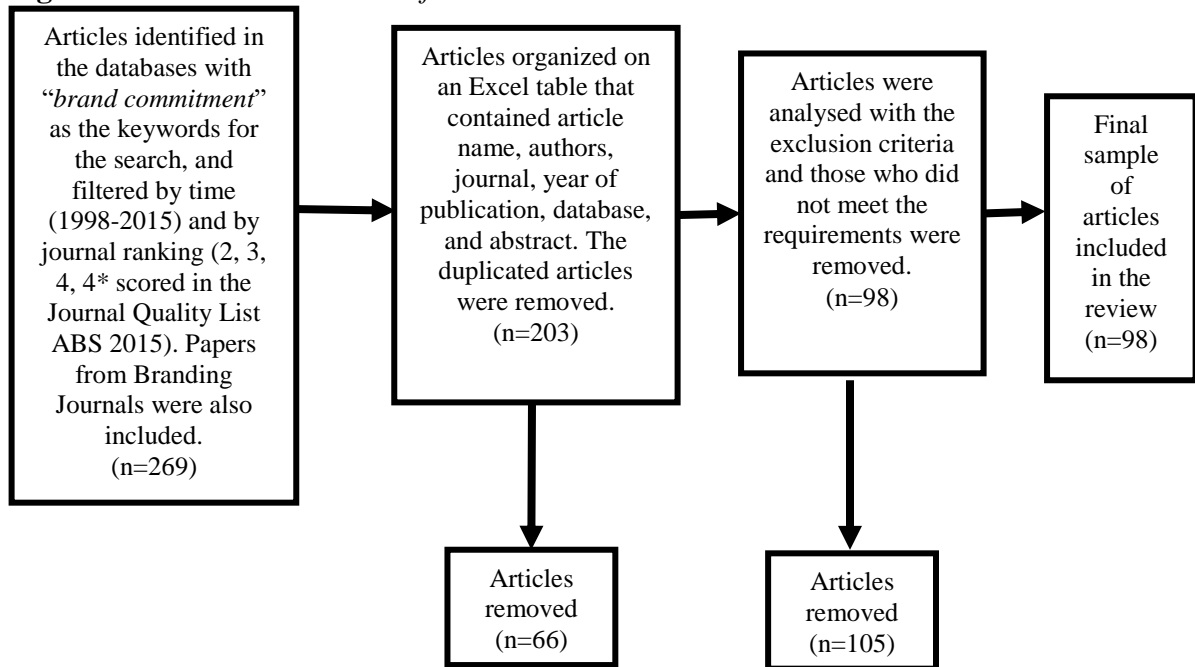 Articles identified in
the databases with
“brand commitment”
as the keywords for
the search, and
filtered by time
(1998-2015) and by
journal ranking (2, 3,
4, 4* scored in the
Journal Quality List
ABS 2015). Papers
from Branding
Journals were also
included.
(n=269)
Articles organized on
an Excel table that
contained article
name, authors,
journal, year of
publication, database,
and abstract. The
duplicated articles
were removed.
(n=203)
Articles were
analysed with the
exclusion criteria
and those who did
not meet the
requirements were
removed.
(n=98)
Final
sample
of
articles
included
in the
review
(n=98)
Articles
removed
(n=66)
Articles
removed
(n=105)